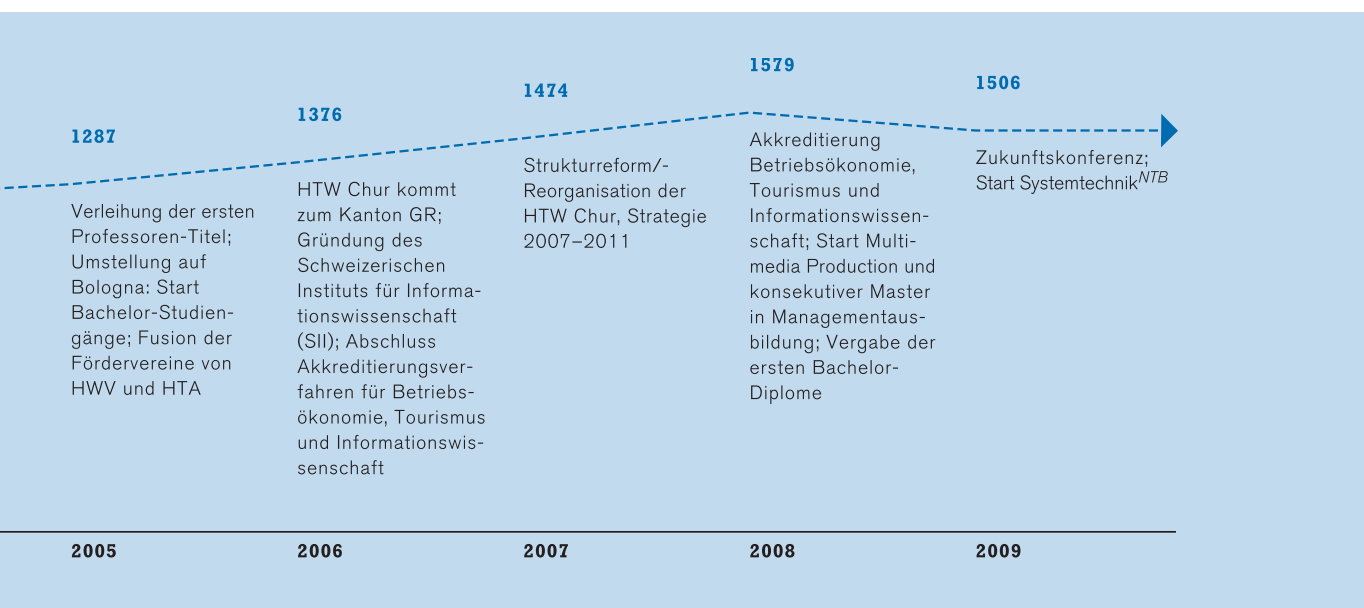 1287
Verleihung der ersten
Professoren-Titel;
Umstellung auf
Bologna: Start
Bachelor-Studien-
gänge; Fusion der
Fördervereine von
HWV und HTA
2005
1376
HTW Chur kommt
zum Kanton GR;
Gründung des
Schweizerischen
Instituts für Informa-
tionswissenschaft
(SII); Abschluss
Akkreditierungsver-
fahren für Betriebs-
ökonomie, Tourismus
und Informationswis-
senschaft
2006
1474
Strukturreform/-
Reorganisation der
HTW Chur, Strategie
2007–2011
2007
1579
Akkreditierung
Betriebsökonomie,
Tourismus und
Informationswissen-
schaft; Start Multi-
media Production und
konsekutiver Master
in Managementaus-
bildung; Vergabe der
ersten Bachelor-
Diplome
2008
1506
Zukunftskonferenz;
Start SystemtechnikNTB
2009